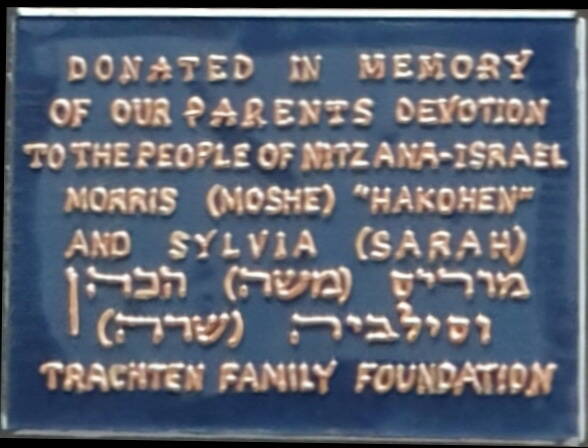 DONATED IN MEMORY
OF OUR PARENTS DEVOTION
TO THE PEOPLE OF NITZANA-ISRAEL
MORRIS (MOSHE) "HAKOHEN"
AND SYLVIA (SARAH)
מוריס (משה) הכהן
וסילביה (שרה)
TRACHTEN FAMILY FOUNDATION